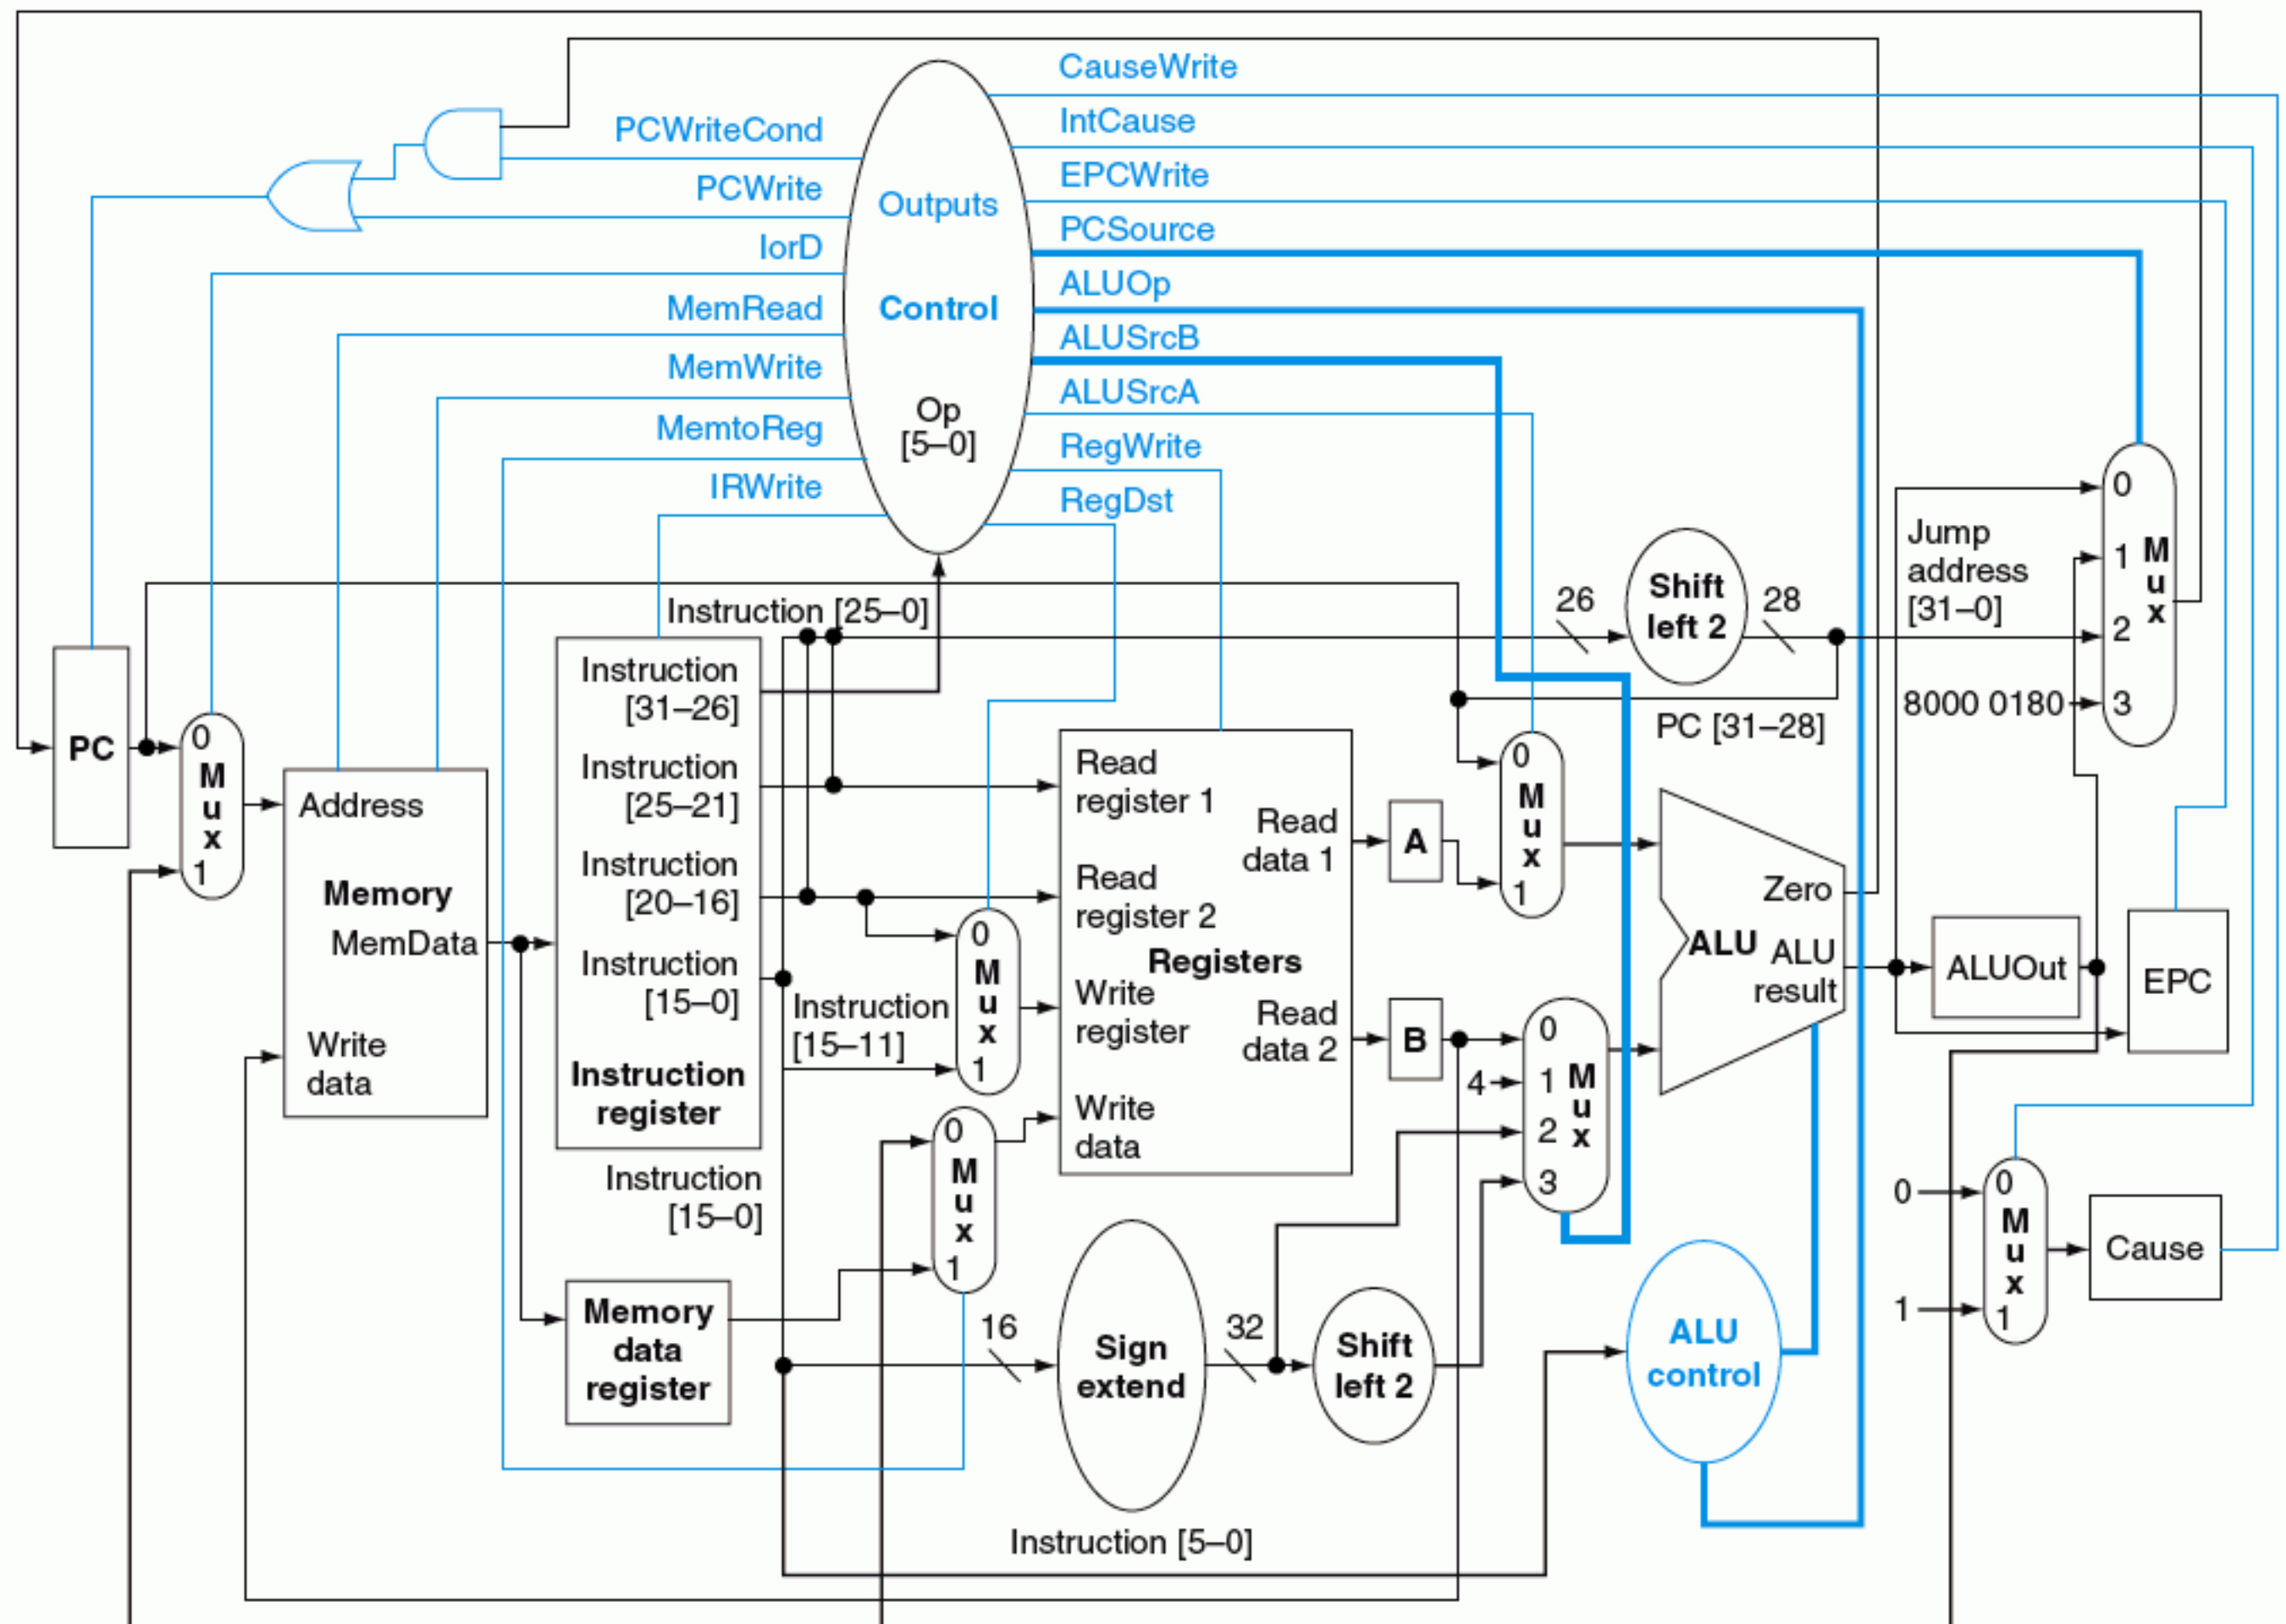 CauseWrite
IntCause
EPCWrite
PCSource
ALUOp
ALUSrcB
ALUSrcA
RegWrite
RegDst
PCWriteCond
PCWrite
IorD
MemRead
MemWrite
MemtoReg
IRWrite
Outputs
Control
Op
[5–0]
Instruction [25–0]
26
Shift
left 2
28
Jump
address
[31–0]
0
1
2
3
M
u
x
8000 0180
PC [31–28]
PC
0
M
u
x
1
Address
Memory
MemData
Write
data
Instruction
[31–26]
Instruction
[25–21]
Instruction
[20–16]
Instruction
[15–0]
Instruction
register
Instruction
[15–0]
Memory
data
register
Instruction
[15–11]
0
M
u
x
1
0
M
u
x
1
Read
register 1
Read
register 2
Registers
Write
register
Write
data
Read
data 1
Read
data 2
A
B
4
0
M
u
x
1
0
1
2
3
M
u
x
Zero
ALU
ALU
result
ALUOut
EPC
0
1
0
M
u
x
1
Cause
16
Sign
extend
32
Shift
left 2
ALU
control
Instruction [5–0]